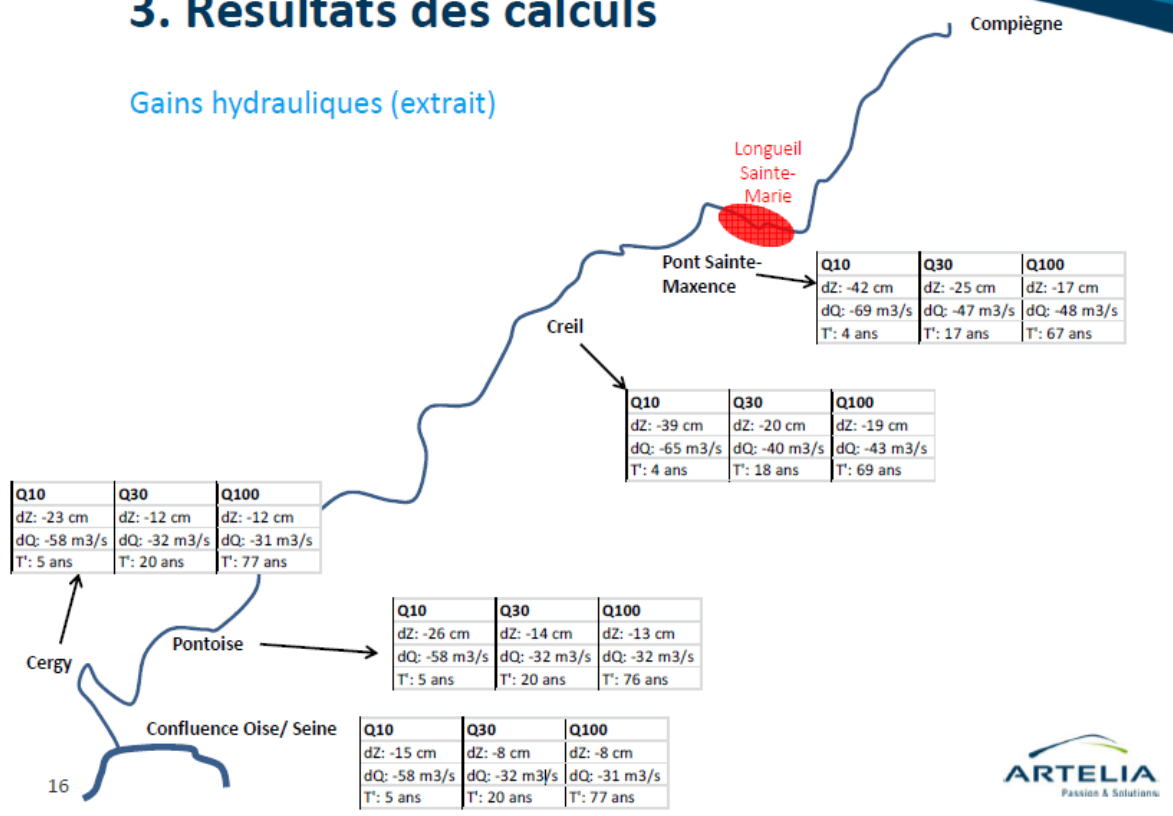 3. Résultats des calculs
Compiègne
Gains hydrauliques (extrait)
Longueil
Sainte-
Marie
Pont Sainte-
Maxence
Q10 Q30 Q100
dZ: -42 cm dZ: -25 cm dZ: -17 cm
dQ: -69 m3/s dQ: -47 m3/s dQ: -48 m3/s
T': 4 ans T': 17 ans T': 67 ans
Creil
Q10 Q30 Q100
dZ: -39 cm dZ: -20 cm dZ: -19 cm
dQ: -65 m3/s dQ: -40 m3/s dQ: -43 m3/s
T': 4 ans T': 18 ans T': 69 ans
Q10 Q30 Q100
dZ: -23 cm dZ: -12 cm dZ: -12 cm
dQ: -58 m3/s dQ: -32 m3/s dQ: -31 m3/s
T': 5 ans T': 20 ans T': 77 ans
Cergy
Pontoise
Q10 Q30 Q100
dZ: -26 cm dZ: -14 cm dZ: -13 cm
dQ: -58 m3/s dQ: -32 m3/s dQ: -32 m3/s
T': 5 ans T': 20 ans T': 76 ans
Confluence Oise/ Seine
Q10 Q30 Q100
dZ: -15 cm dZ: -8 cm dZ: -8 cm
dQ: -58 m3/s dQ: -32 m3/s dQ: -31 m3/s
T': 5 ans T': 20 ans T': 77 ans
16
ARTELIA
Passion & Solutions